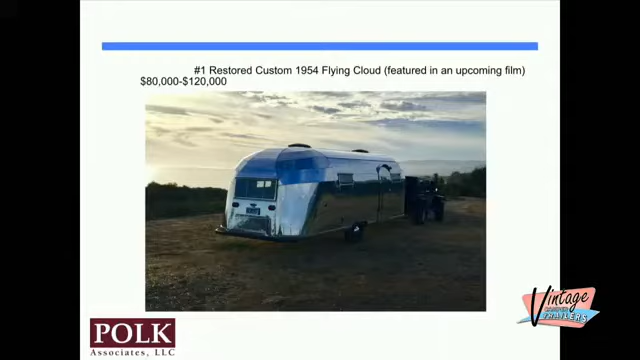 #1 Restored Custom 1954 Flying Cloud (featured in an upcoming film)
$80,000-$120,000
POLK
Associates, LLC
Vintage
CAMPER
TRAILERS